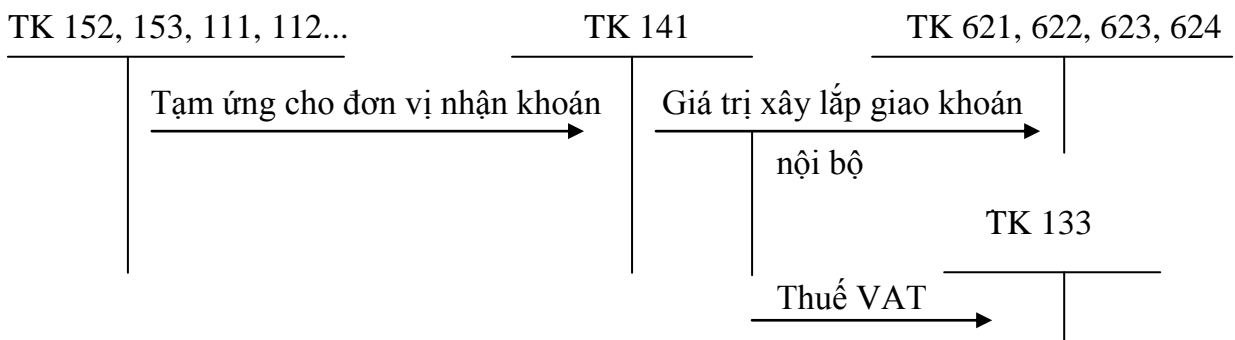 TK 152, 153, 111, 112... TK 141 TK 621, 622, 623, 624
Tạm ứng cho đơn vị nhận khoán Giá trị xây lắp giao khoán
nội bộ
TK 133
Thuế VAT